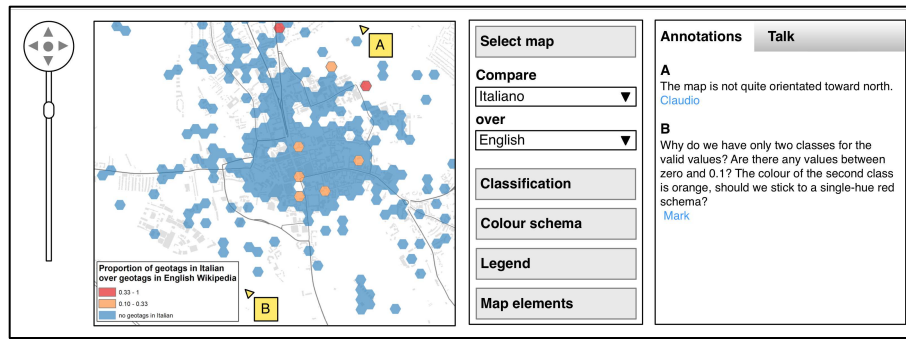 A
B
Proportion of geotags in Italian
over geotags in English Wikipedia
0.33 - 1
0.10 - 0.33
no geotags in Italian
Select map
Compare
Italiano
over
English
Classification
Colour schema
Legend
Map elements
Annotations
Talk
A
The map is not quite orientated toward north.
Claudio
B
Why do we have only two classes for the
valid values? Are there any values between
zero and 0.1? The colour of the second class
is orange, should we stick to a single-hue red
schema?
Mark